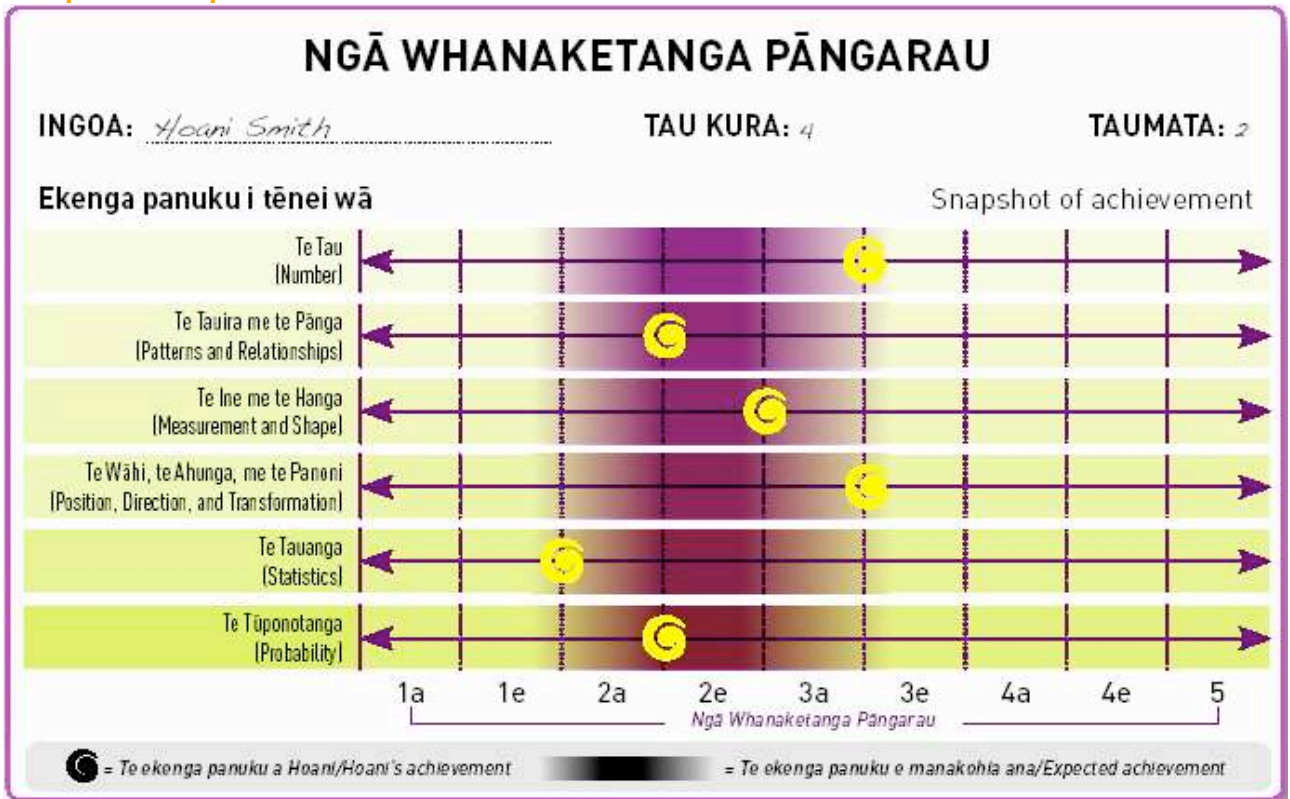 NGĀ WHANAKETANGA PĀNGARAU
INGOA: Hoani Smith TAU KURA: 4 TAUMATA: 2
Ekenga panuku i tēnei wā Snapshot of achievement
Te Tau
(Number)
Te Tauira me te Pānga
(Patterns and Relationships)
Te Ine me te Hanga
(Measurement and Shape)
Te Wāhi, te Ahunga, me te Panoni
(Position, Direction, and Transformation)
Te Tauanga
(Statistics)
Te Tūponotanga
(Probability)
1a 1e 2a 2e 3a 3e 4a 4e 5
Ngā Whanaketanga Pāngarau
= Te ekenga panuku a Hoani/Hoani's achievement = Te ekenga panuku e manakohia ana/Expected achievement